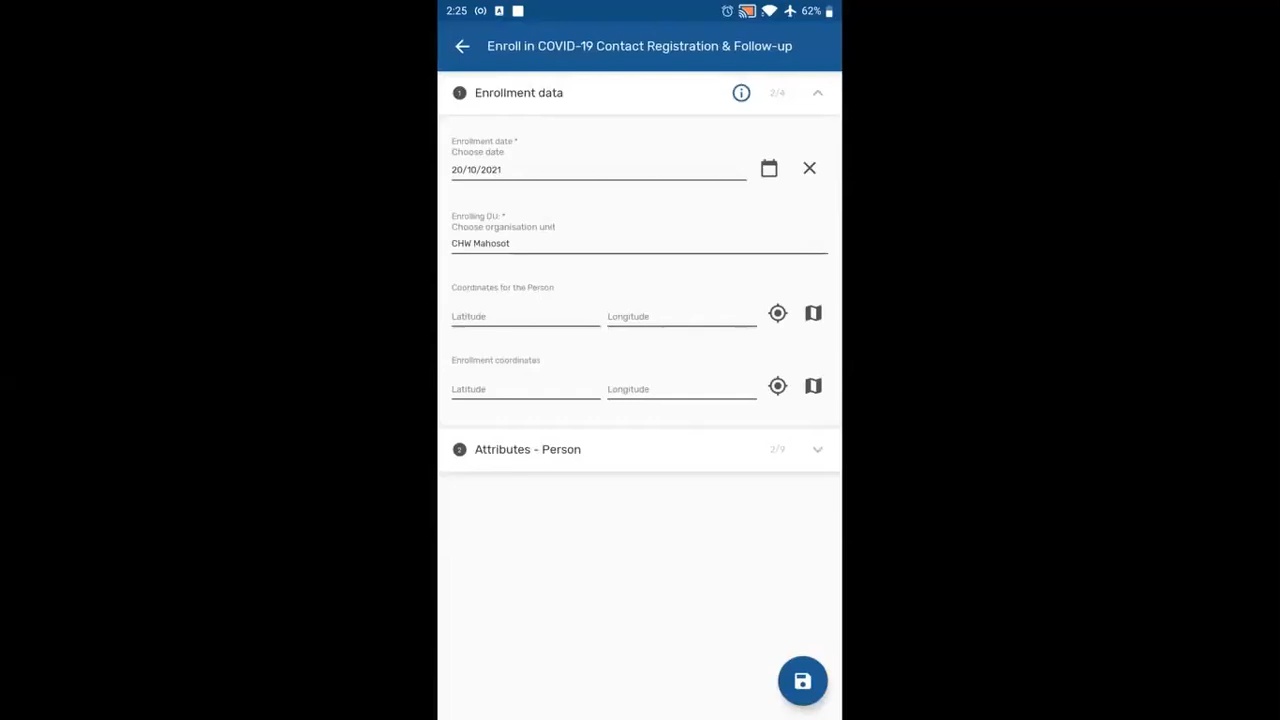 2:25 62%
Enroll in COVID-19 Contact Registration & Follow-up
1 Enrollment data 2/4
Enrollment date *
Choose date
20/10/2021
Enrolling OU: *
Choose organisation unit
CHW Mahosot
Coordinates for the Person
Latitude Longitude
Enrollment coordinates
Latitude Longitude
2 Attributes - Person 2/9